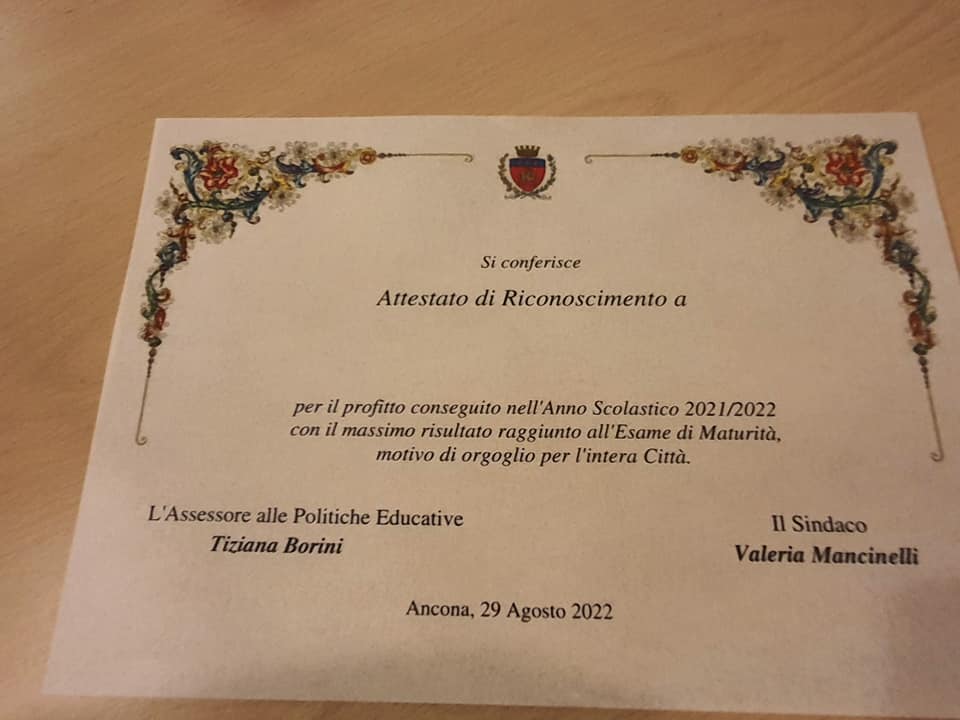 Si conferisce
Attestato di Riconoscimento a
per il profitto conseguito nell'Anno Scolastico 2021/2022
con il massimo risultato raggiunto all'Esame di Maturità,
motivo di orgoglio per l'intera Città.
L'Assessore alle Politiche Educative
Tiziana Borini
Il Sindaco
Valeria Mancinelli
Ancona, 29 Agosto 2022